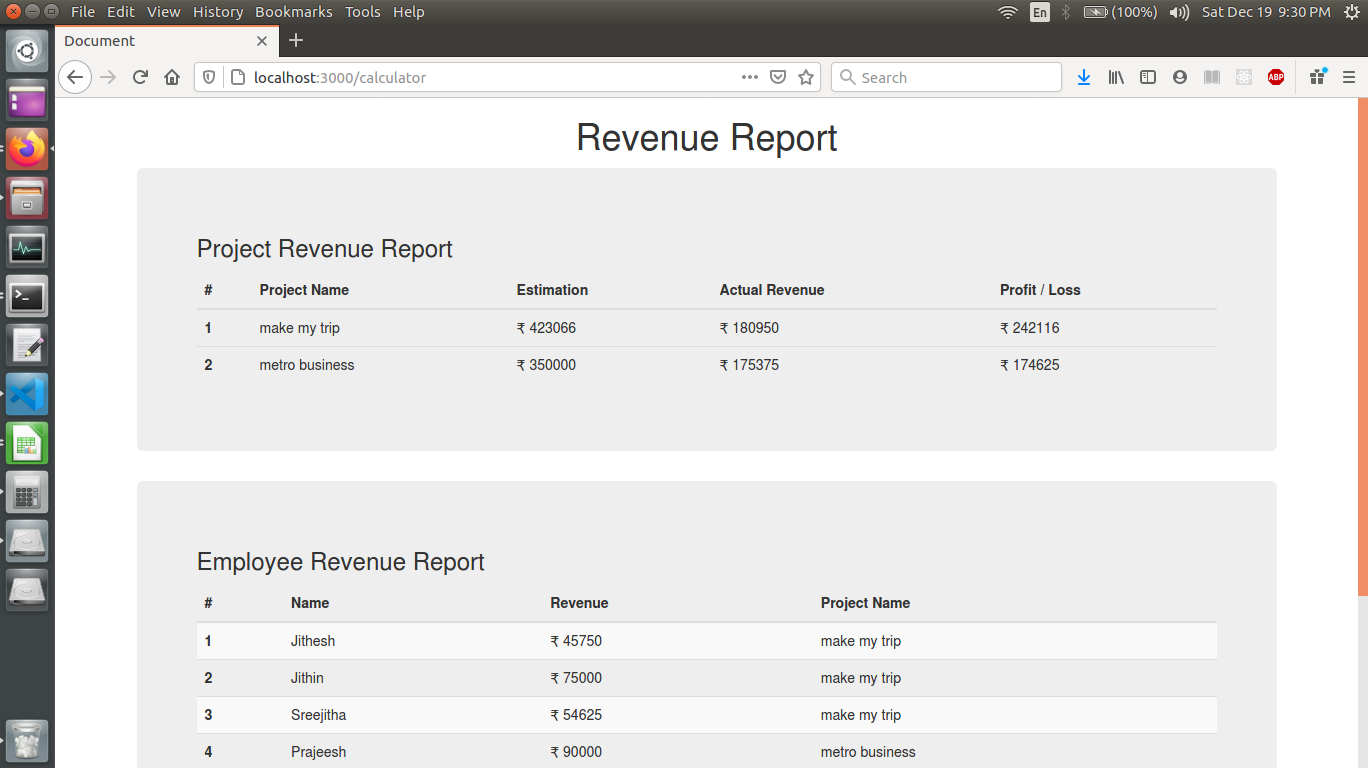 File Edit View History Bookmarks Tools Help En (100%) Sat Dec 19 9:30 PM
Document
localhost:3000/calculator Search ABP
Revenue Report
Project Revenue Report
# Project Name Estimation Actual Revenue Profit / Loss
1 make my trip ₹ 423066 ₹ 180950 ₹ 242116
2 metro business ₹ 350000 ₹ 175375 ₹ 174625
Employee Revenue Report
# Name Revenue Project Name
1 Jithesh ₹ 45750 make my trip
2 Jithin ₹ 75000 make my trip
3 Sreejitha ₹ 54625 make my trip
4 Prajeesh ₹ 90000 metro business